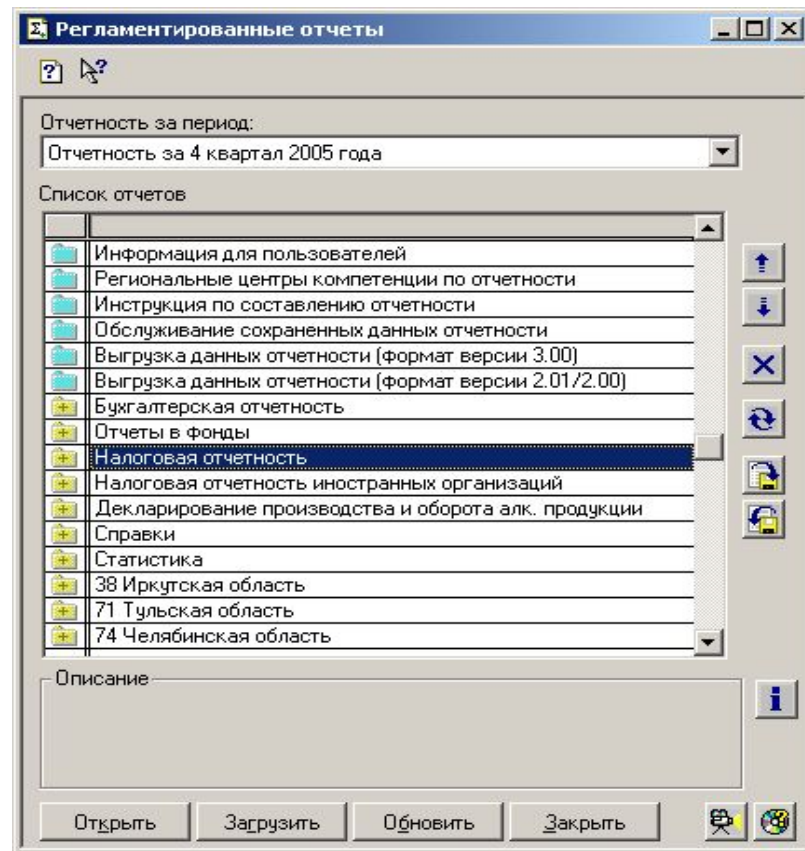 Регламентированные отчеты
Отчетность за период:
Отчетность за 4 квартал 2005 года
Список отчетов
Информация для пользователей
Региональные центры компетенции по отчетности
Инструкция по составлению отчетности
Обслуживание сохраненных данных отчетности
Выгрузка данных отчетности (формат версии 3.00)
Выгрузка данных отчетности (формат версии 2.01/2.00)
Бухгалтерская отчетность
Отчеты в фонды
Налоговая отчетность
Налоговая отчетность иностранных организаций
Декларирование производства и оборота алк. продукции
Справки
Статистика
38 Иркутская область
71 Тульская область
74 Челябинская область
Описание
Открыть Загрузить Обновить Закрыть